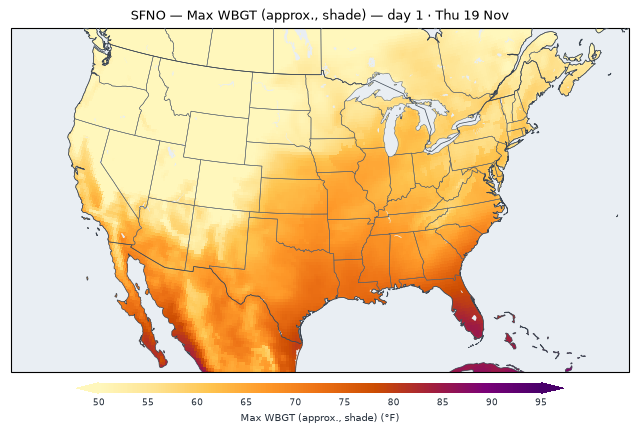 SFNO — Max WBGT (approx., shade) — day 1 · Thu 19 Nov
50 55 60 65 70 75 80 85 90 95
Max WBGT (approx., shade) (°F)